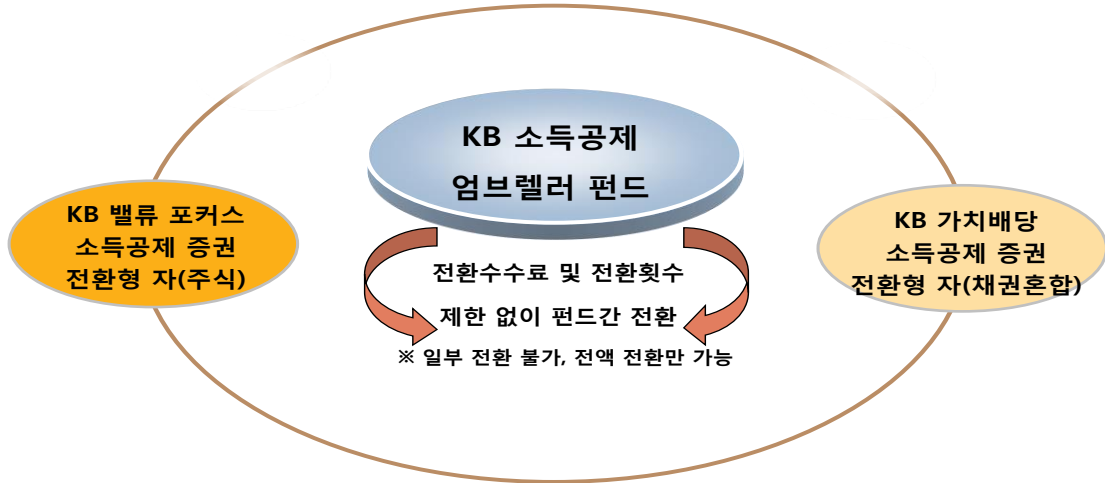 KB 소득공제
엄브렐러 펀드
KB 밸류 포커스
소득공제 증권
전환형 자(주식)
전환수수료 및 전환횟수
제한 없이 펀드간 전환
※ 일부 전환 불가, 전액 전환만 가능
KB 가치배당
소득공제 증권
전환형 자(채권혼합)